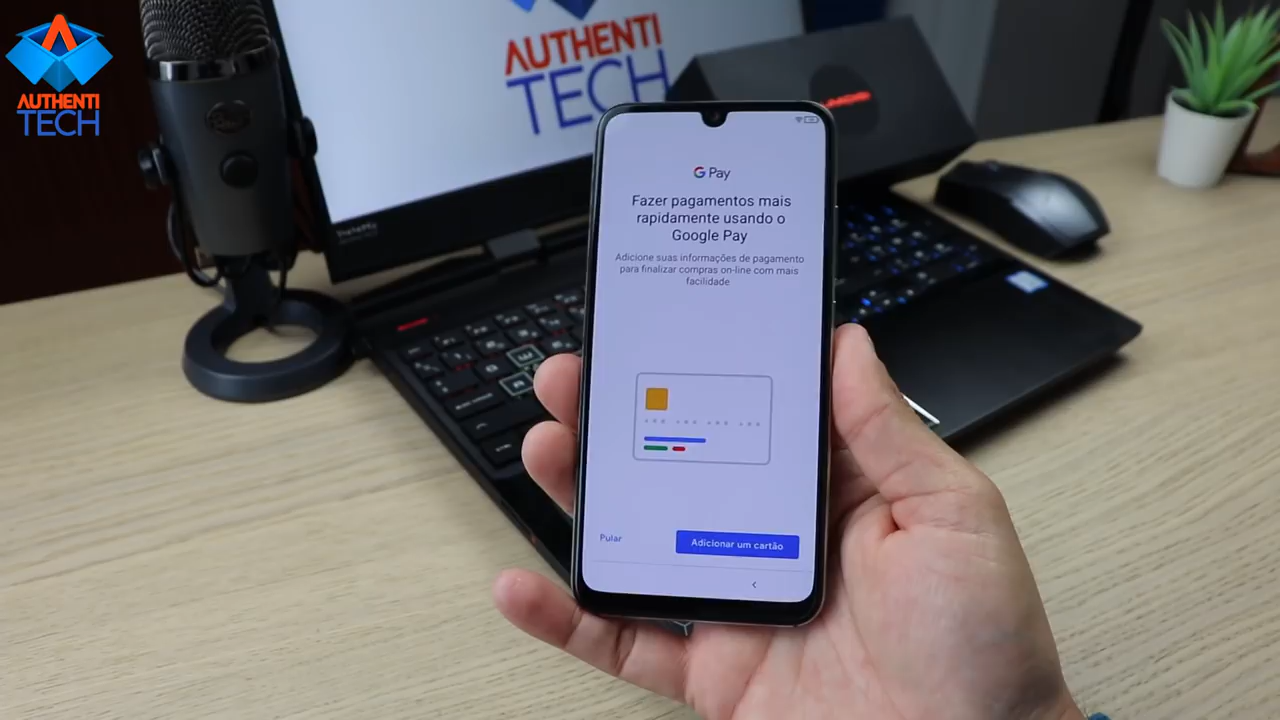 AUTHENTI
TECH
AUTHENTI
TECH
G Pay
Fazer pagamentos mais
rapidamente usando o
Google Pay
Adicione suas informações de pagamento
para finalizar compras on-line com mais
facilidade
Pular
Adicionar um cartão